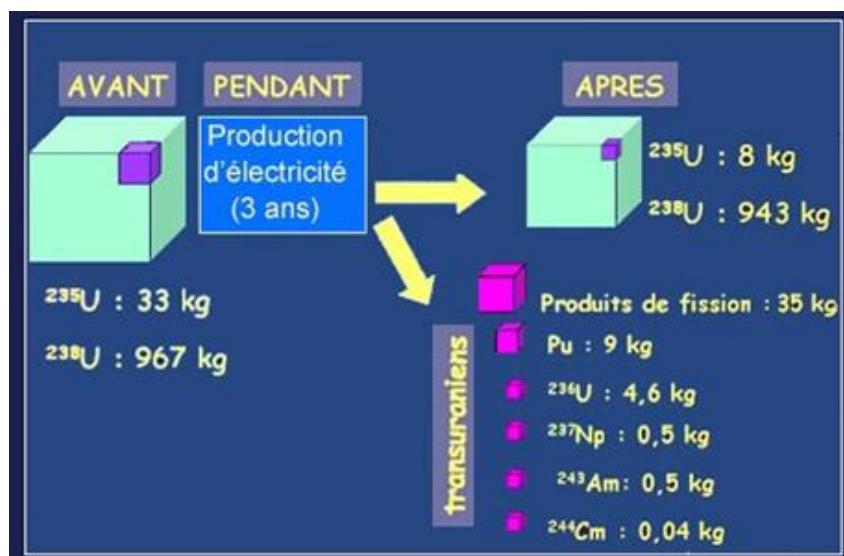 AVANT
PENDANT
APRES
Production
d'électricité
(3 ans)
²³⁵U : 8 kg
²³⁸U : 943 kg
²³⁵U : 33 kg
²³⁸U : 967 kg
transuraniens
Produits de fission : 35 kg
Pu : 9 kg
²³⁶U : 4,6 kg
²³⁷Np : 0,5 kg
²⁴³Am: 0,5 kg
²⁴⁴Cm : 0,04 kg